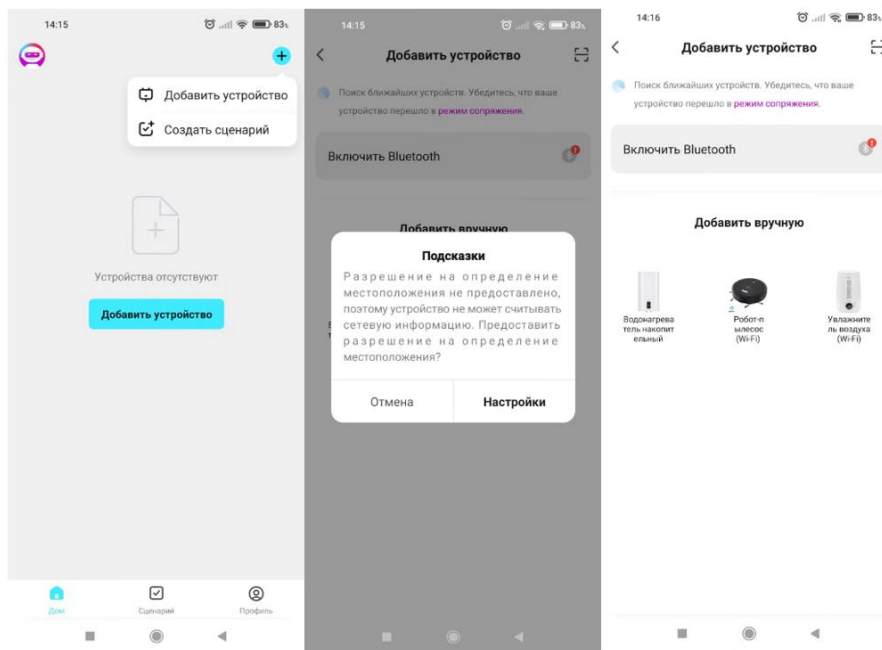 14:15
83
Добавить устройство
Создать сценарий
Устройства отсутствуют
Добавить устройство
Дом
Сценарий
Профиль
14:15
83
Добавить устройство
Поиск ближайших устройств. Убедитесь, что ваше
устройство перешло в режим сопряжения.
Включить Bluetooth
Добавить вручную
Подсказки
Разрешение на определение
местоположения не предоставлено,
поэтому устройство не может считывать
сетевую информацию. Предоставить
разрешение на определение
местоположения?
Отмена
Настройки
14:16
83
Добавить устройство
Поиск ближайших устройств. Убедитесь, что ваше
устройство перешло в режим сопряжения.
Включить Bluetooth
Добавить вручную
Водонагрева
тель накопит
ельный
Робот-п
ылесос
(Wi-Fi)
Увлажните
ль воздуха
(Wi-Fi)